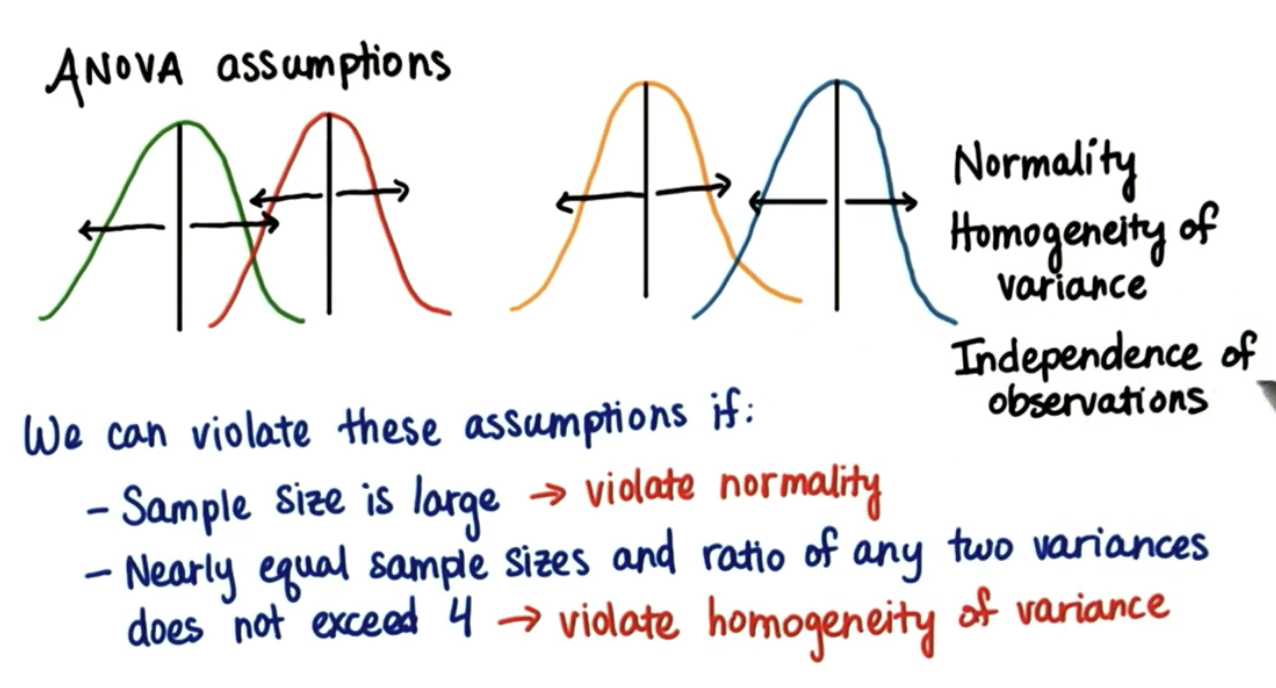 ANOVA assumptions
Normality
Homogeneity of
variance
Independence of
observations
We can violate these assumptions if:
- Sample size is large → violate normality
- Nearly equal sample sizes and ratio of any two variances
does not exceed 4 → violate homogeneity of variance